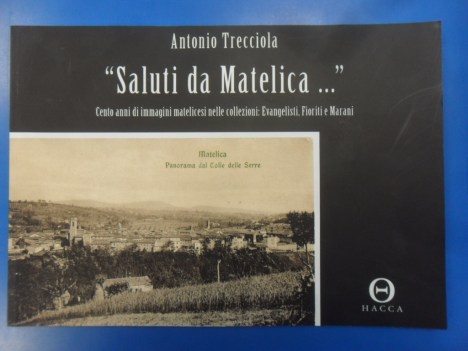 Antonio Trecciola
"Saluti da Matelica ..."
Cento anni di immagini matelicesi nelle collezioni: Evangelisti, Fioriti e Marani
Matelica
Panorama dal Colle delle Serre
HACCA